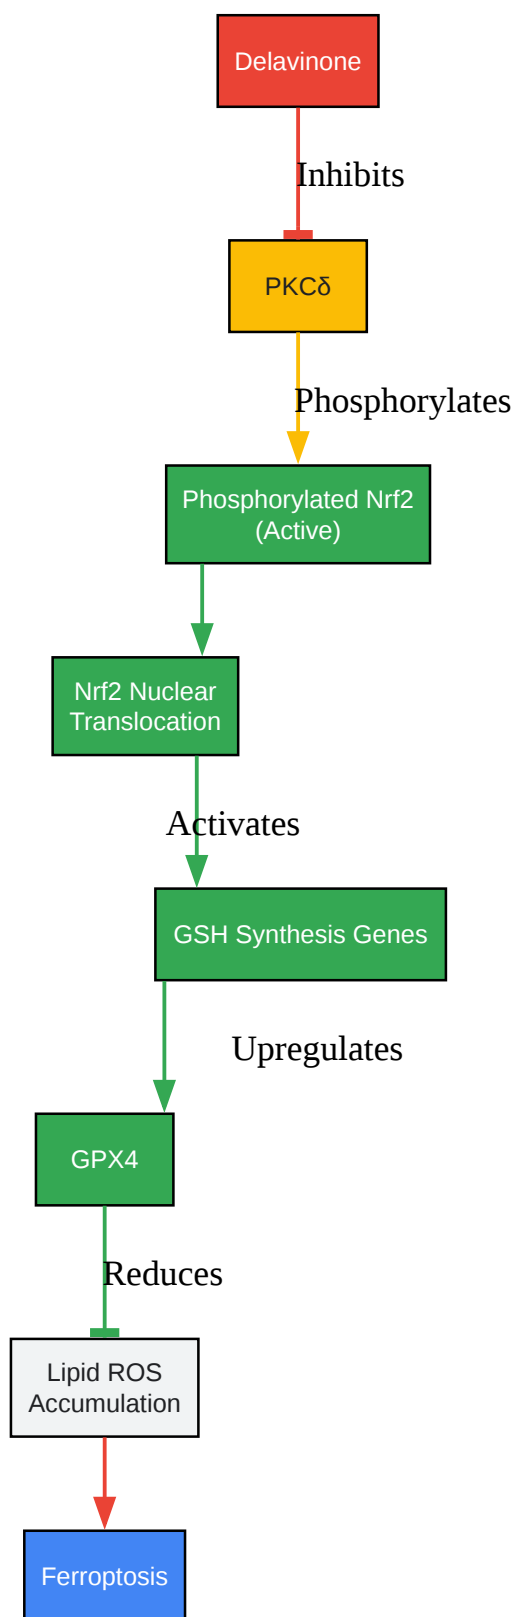 Delavinone
Inhibits
PKCδ
Phosphorylates
Phosphorylated Nrf2
(Active)
Nrf2 Nuclear
Translocation
Activates
GSH Synthesis Genes
Upregulates
GPX4
Reduces
Lipid ROS
Accumulation
Ferroptosis